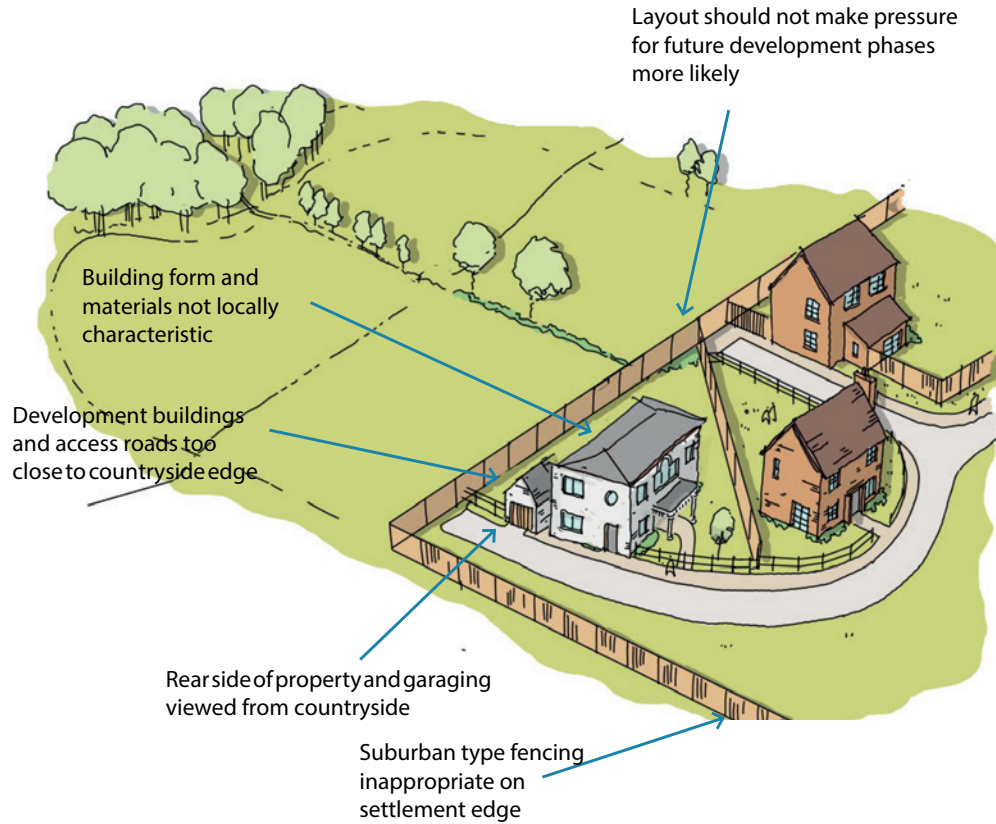 Layout should not make pressure
for future development phases
more likely
Building form and
materials not locally
characteristic
Development buildings
and access roads too
close to countryside edge
Rear side of property and garaging
viewed from countryside
Suburban type fencing
inappropriate on
settlement edge